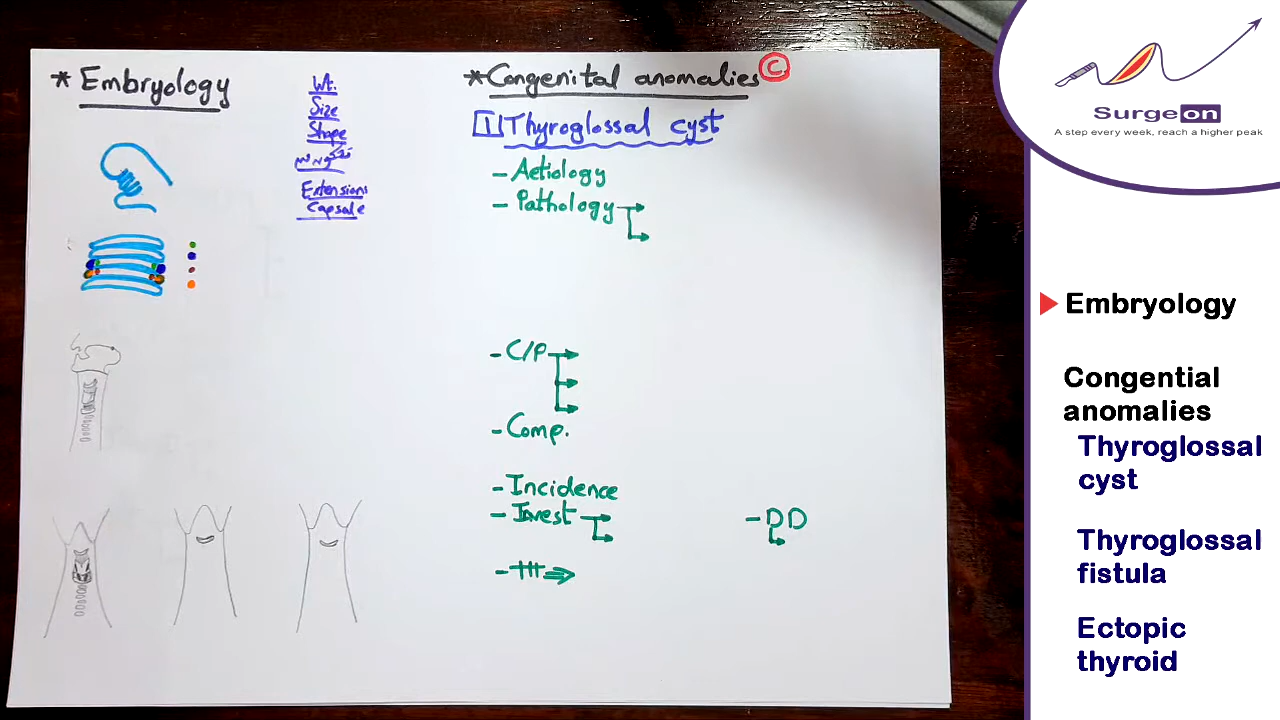 * Embryology
Wt.
Size
Shape
Extensions
Capsule
* Congenital anomalies C
1 Thyroglossal cyst
- Aetiology
- Pathology
- C/P
- Comp.
- Incidence
- Invest
- DD
- ttt
Surgeon
A step every week, reach a higher peak
Embryology
Congential
anomalies
Thyroglossal
cyst
Thyroglossal
fistula
Ectopic
thyroid